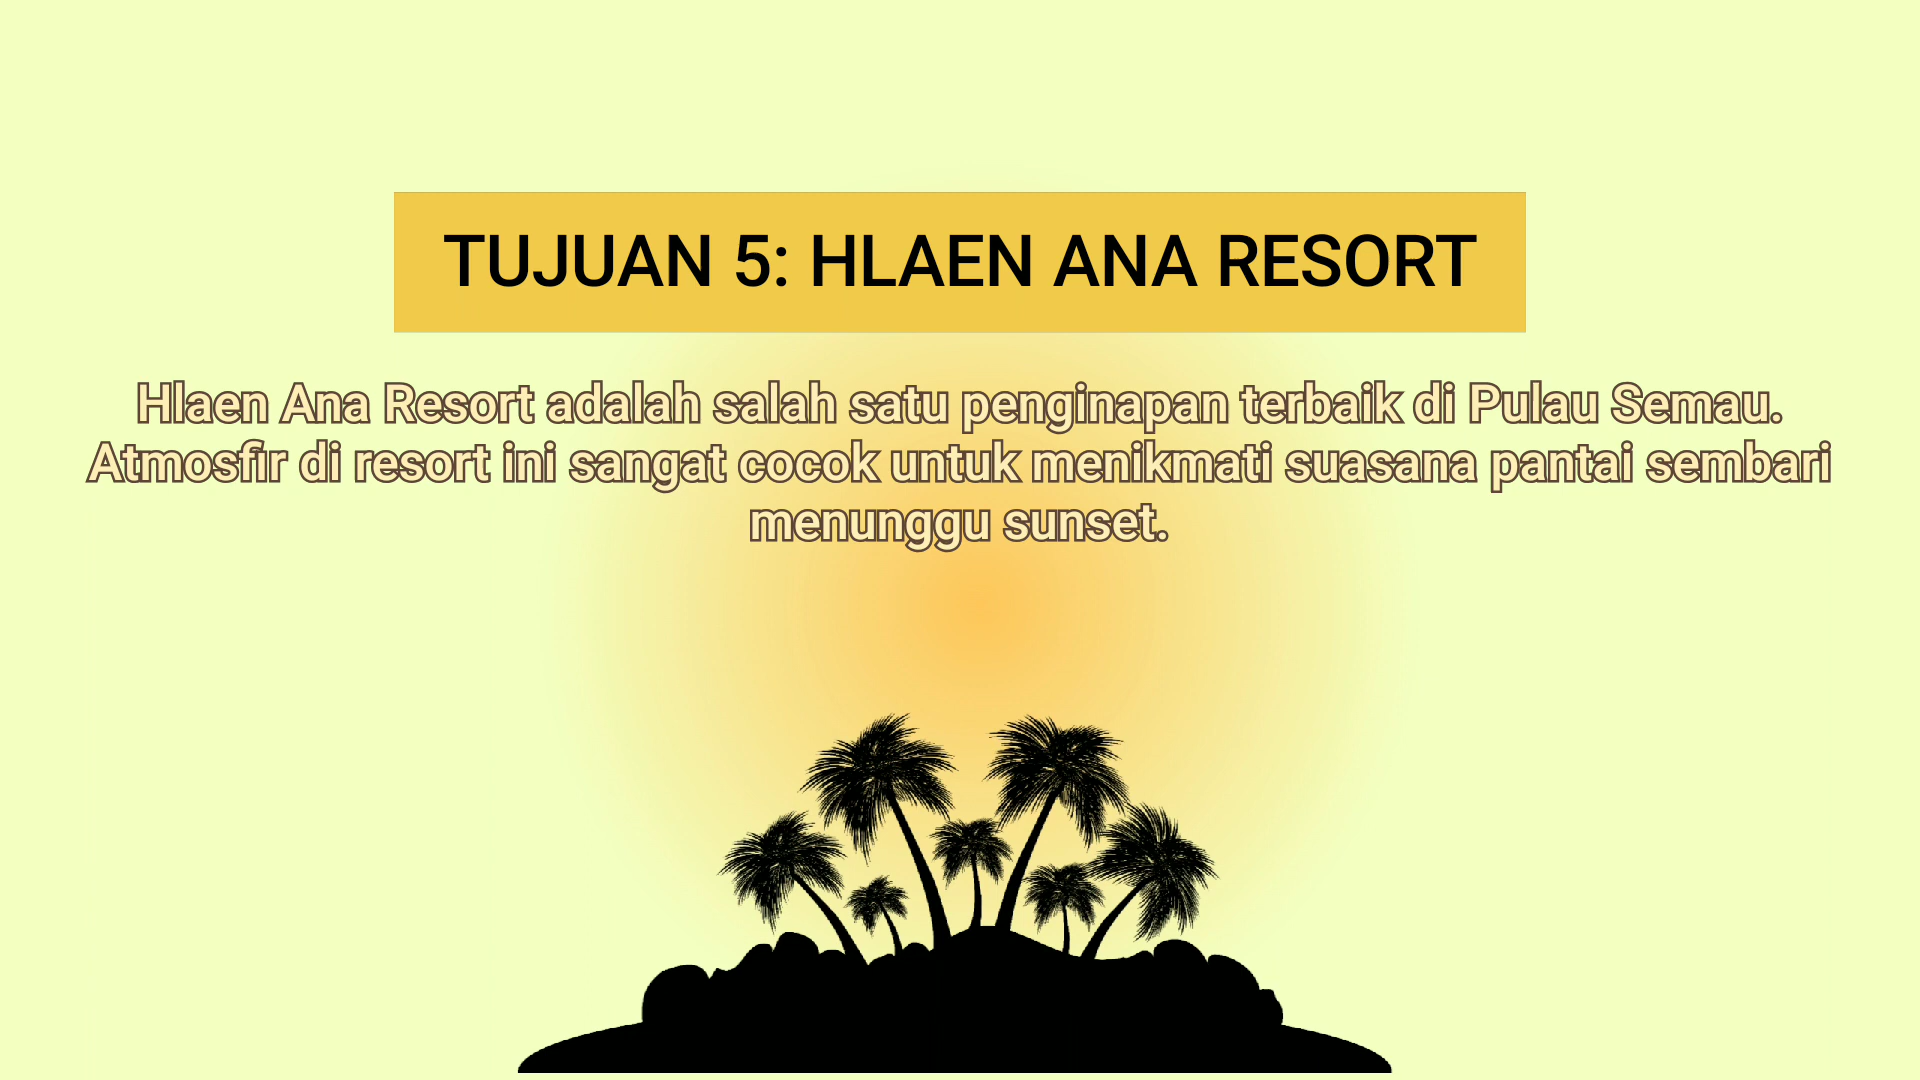 TUJUAN 5: HLAEN ANA RESORT
Hlaen Ana Resort adalah salah satu penginapan terbaik di Pulau Semau.
Atmosfir di resort ini sangat cocok untuk menikmati suasana pantai sembari
menunggu sunset.